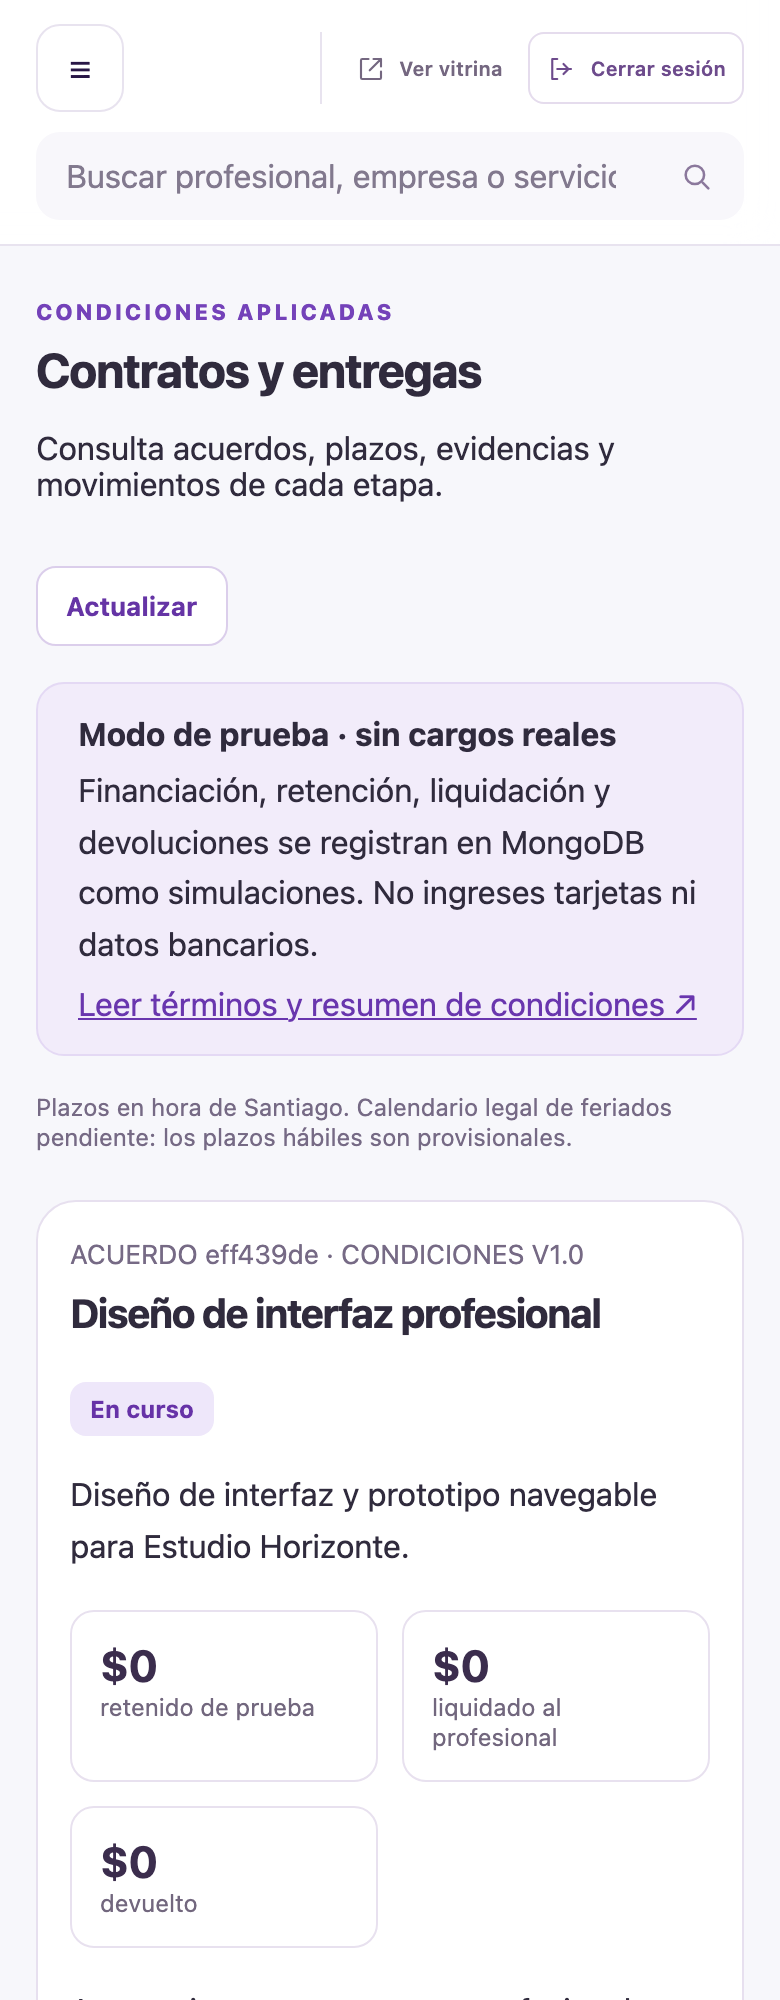 Ver vitrina
Cerrar sesión
Buscar profesional, empresa o servicio
CONDICIONES APLICADAS
Contratos y entregas
Consulta acuerdos, plazos, evidencias y
movimientos de cada etapa.
Actualizar
Modo de prueba · sin cargos reales
Financiación, retención, liquidación y
devoluciones se registran en MongoDB
como simulaciones. No ingreses tarjetas ni
datos bancarios.
Leer términos y resumen de condiciones ↗
Plazos en hora de Santiago. Calendario legal de feriados
pendiente: los plazos hábiles son provisionales.
ACUERDO eff439de · CONDICIONES V1.0
Diseño de interfaz profesional
En curso
Diseño de interfaz y prototipo navegable
para Estudio Horizonte.
$0
retenido de prueba
$0
liquidado al
profesional
$0
devuelto